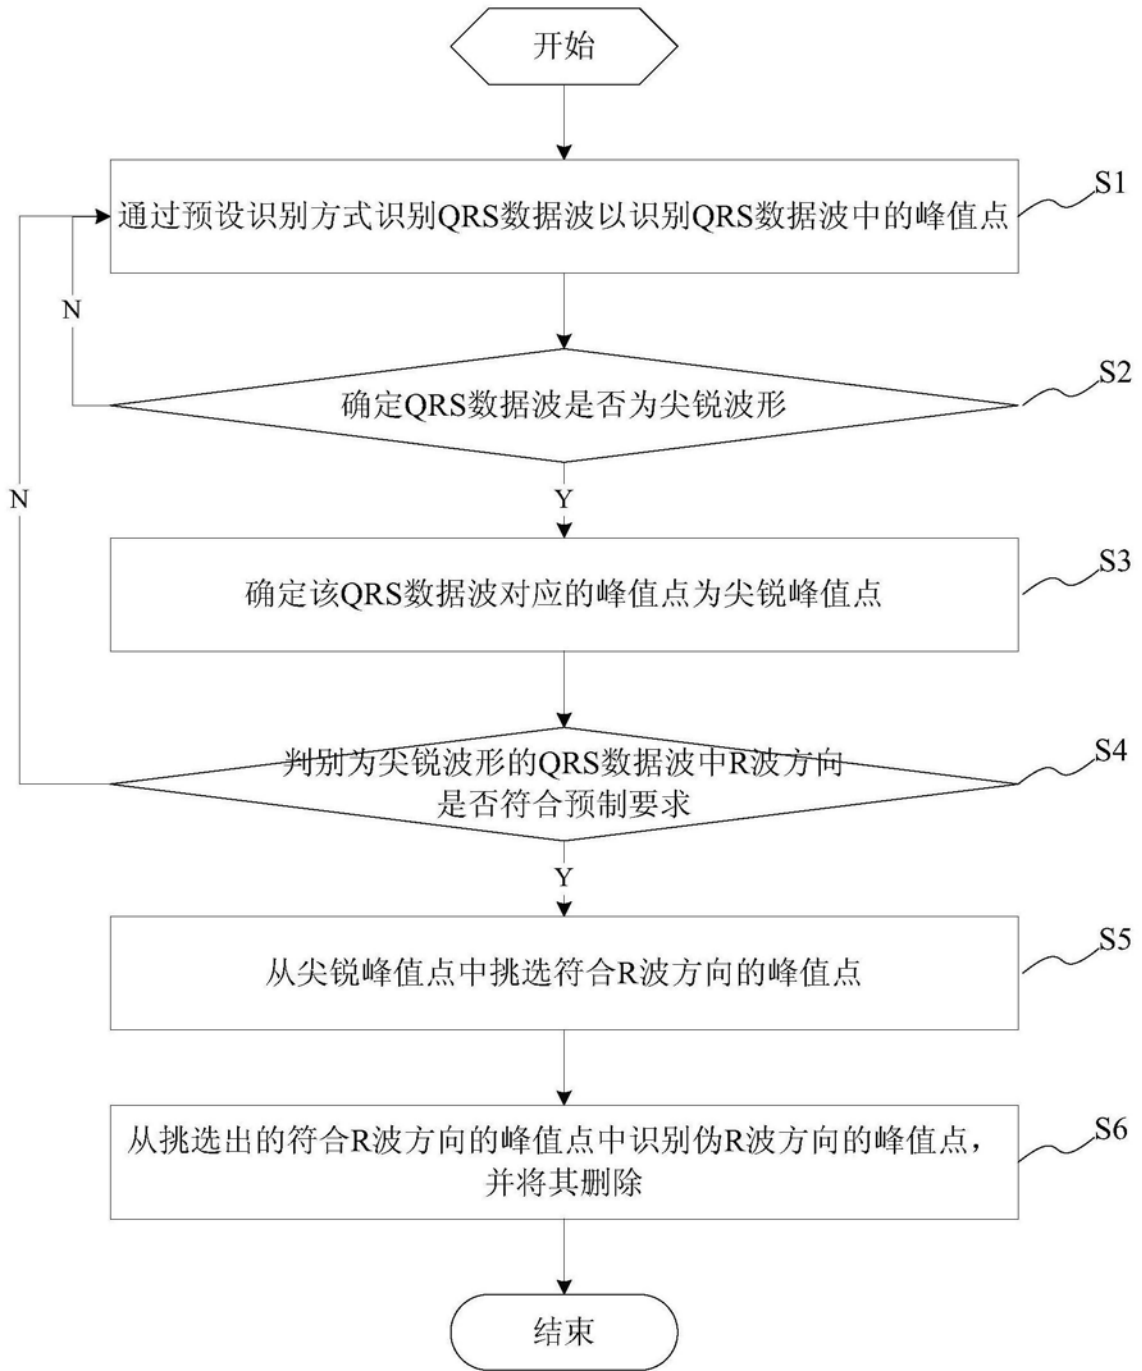 开始
通过预设识别方式识别QRS数据波以识别QRS数据波中的峰值点
S1
N
确定QRS数据波是否为尖锐波形
S2
N
Y
确定该QRS数据波对应的峰值点为尖锐峰值点
S3
判别为尖锐波形的QRS数据波中R波方向
是否符合预制要求
S4
Y
从尖锐峰值点中挑选符合R波方向的峰值点
S5
从挑选出的符合R波方向的峰值点中识别伪R波方向的峰值点，
并将其删除
S6
结束